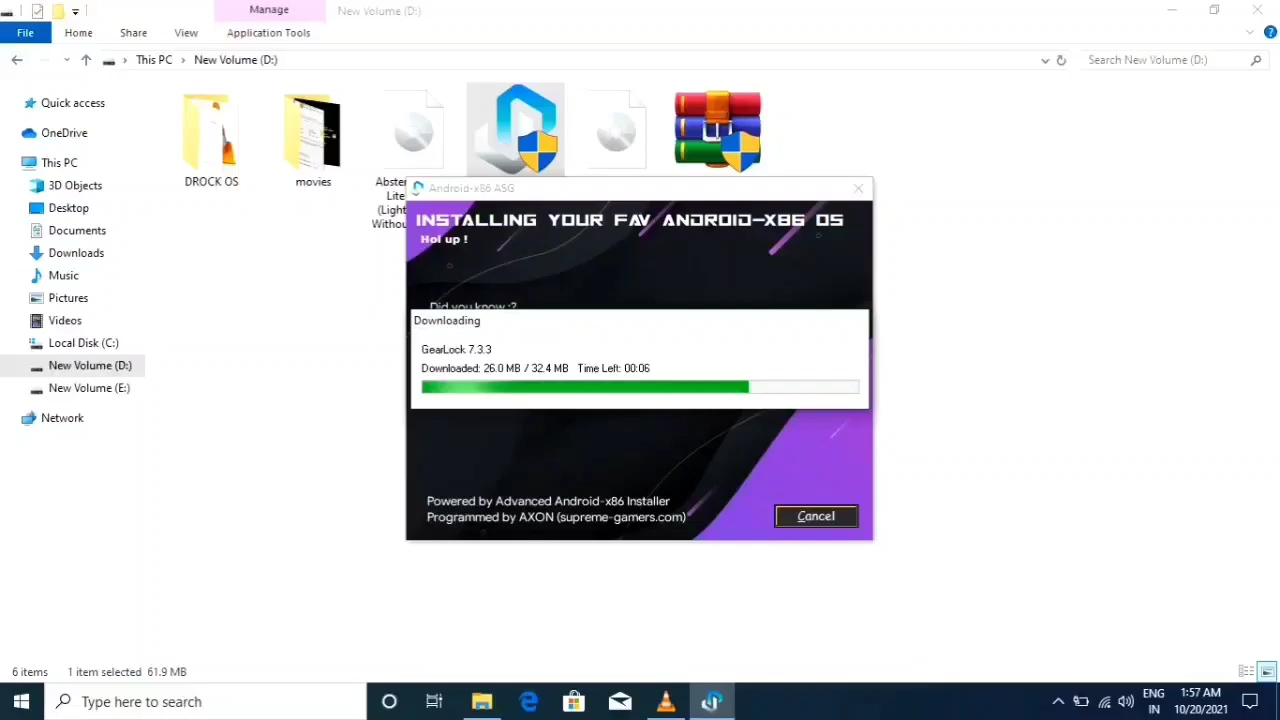 Manage
New Volume (D:)
File
Home
Share
View
Application Tools
This PC
New Volume (D:)
Search New Volume (D:)
Quick access
OneDrive
This PC
3D Objects
Desktop
Downloads
Documents
Music
Pictures
Videos
Local Disk (C:)
New Volume (D:)
New Volume (E:)
Network
DROCK OS
movies
Abster
Lite
(Light
Withou
Android-x86 ASG
INSTALLING YOUR FAV ANDROID-X86 OS
Hol up !
Did you know :?
Downloading
GearLock 7.3.3
Downloaded: 26.0 MB / 32.4 MB Time Left: 00:06
Powered by Advanced Android-x86 Installer
Programmed by AXON (supreme-gamers.com)
Cancel
6 items
1 item selected 61.9 MB
Type here to search
ENG
IN
1:57 AM
10/20/2021